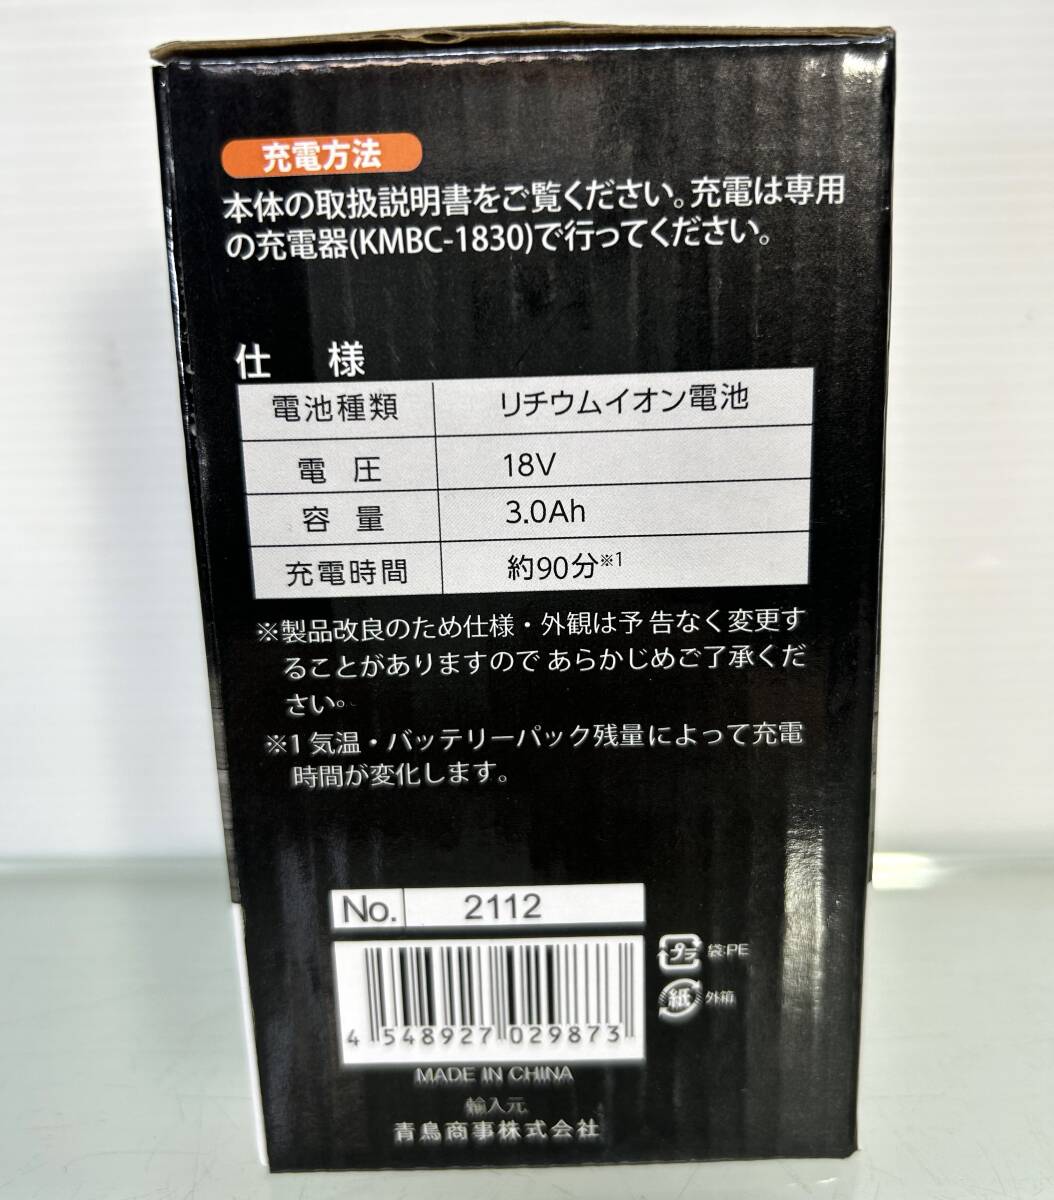 充電方法
本体の取扱説明書をご覧ください。充電は専用
の充電器(KMBC-1830)で行ってください。
仕 様
電池種類 リチウムイオン電池
電 圧 18V
容 量 3.0Ah
充電時間 約90分※1
※製品改良のため仕様・外観は予告なく変更す
ることがありますのであらかじめご了承くだ
さい。
※1 気温・バッテリーパック残量によって充電
時間が変化します。
No. 2112
プラ 袋:PE
紙 外箱
4 548927 029873
MADE IN CHINA
輸入元
青鳥商事株式会社